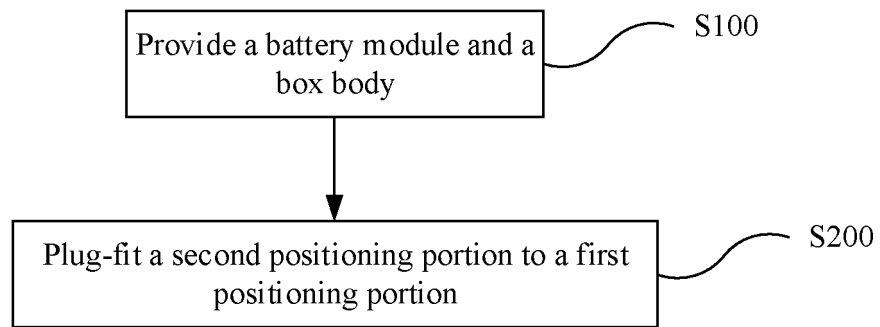 Provide a battery module and a
box body
S100
Plug-fit a second positioning portion to a first
positioning portion
S200